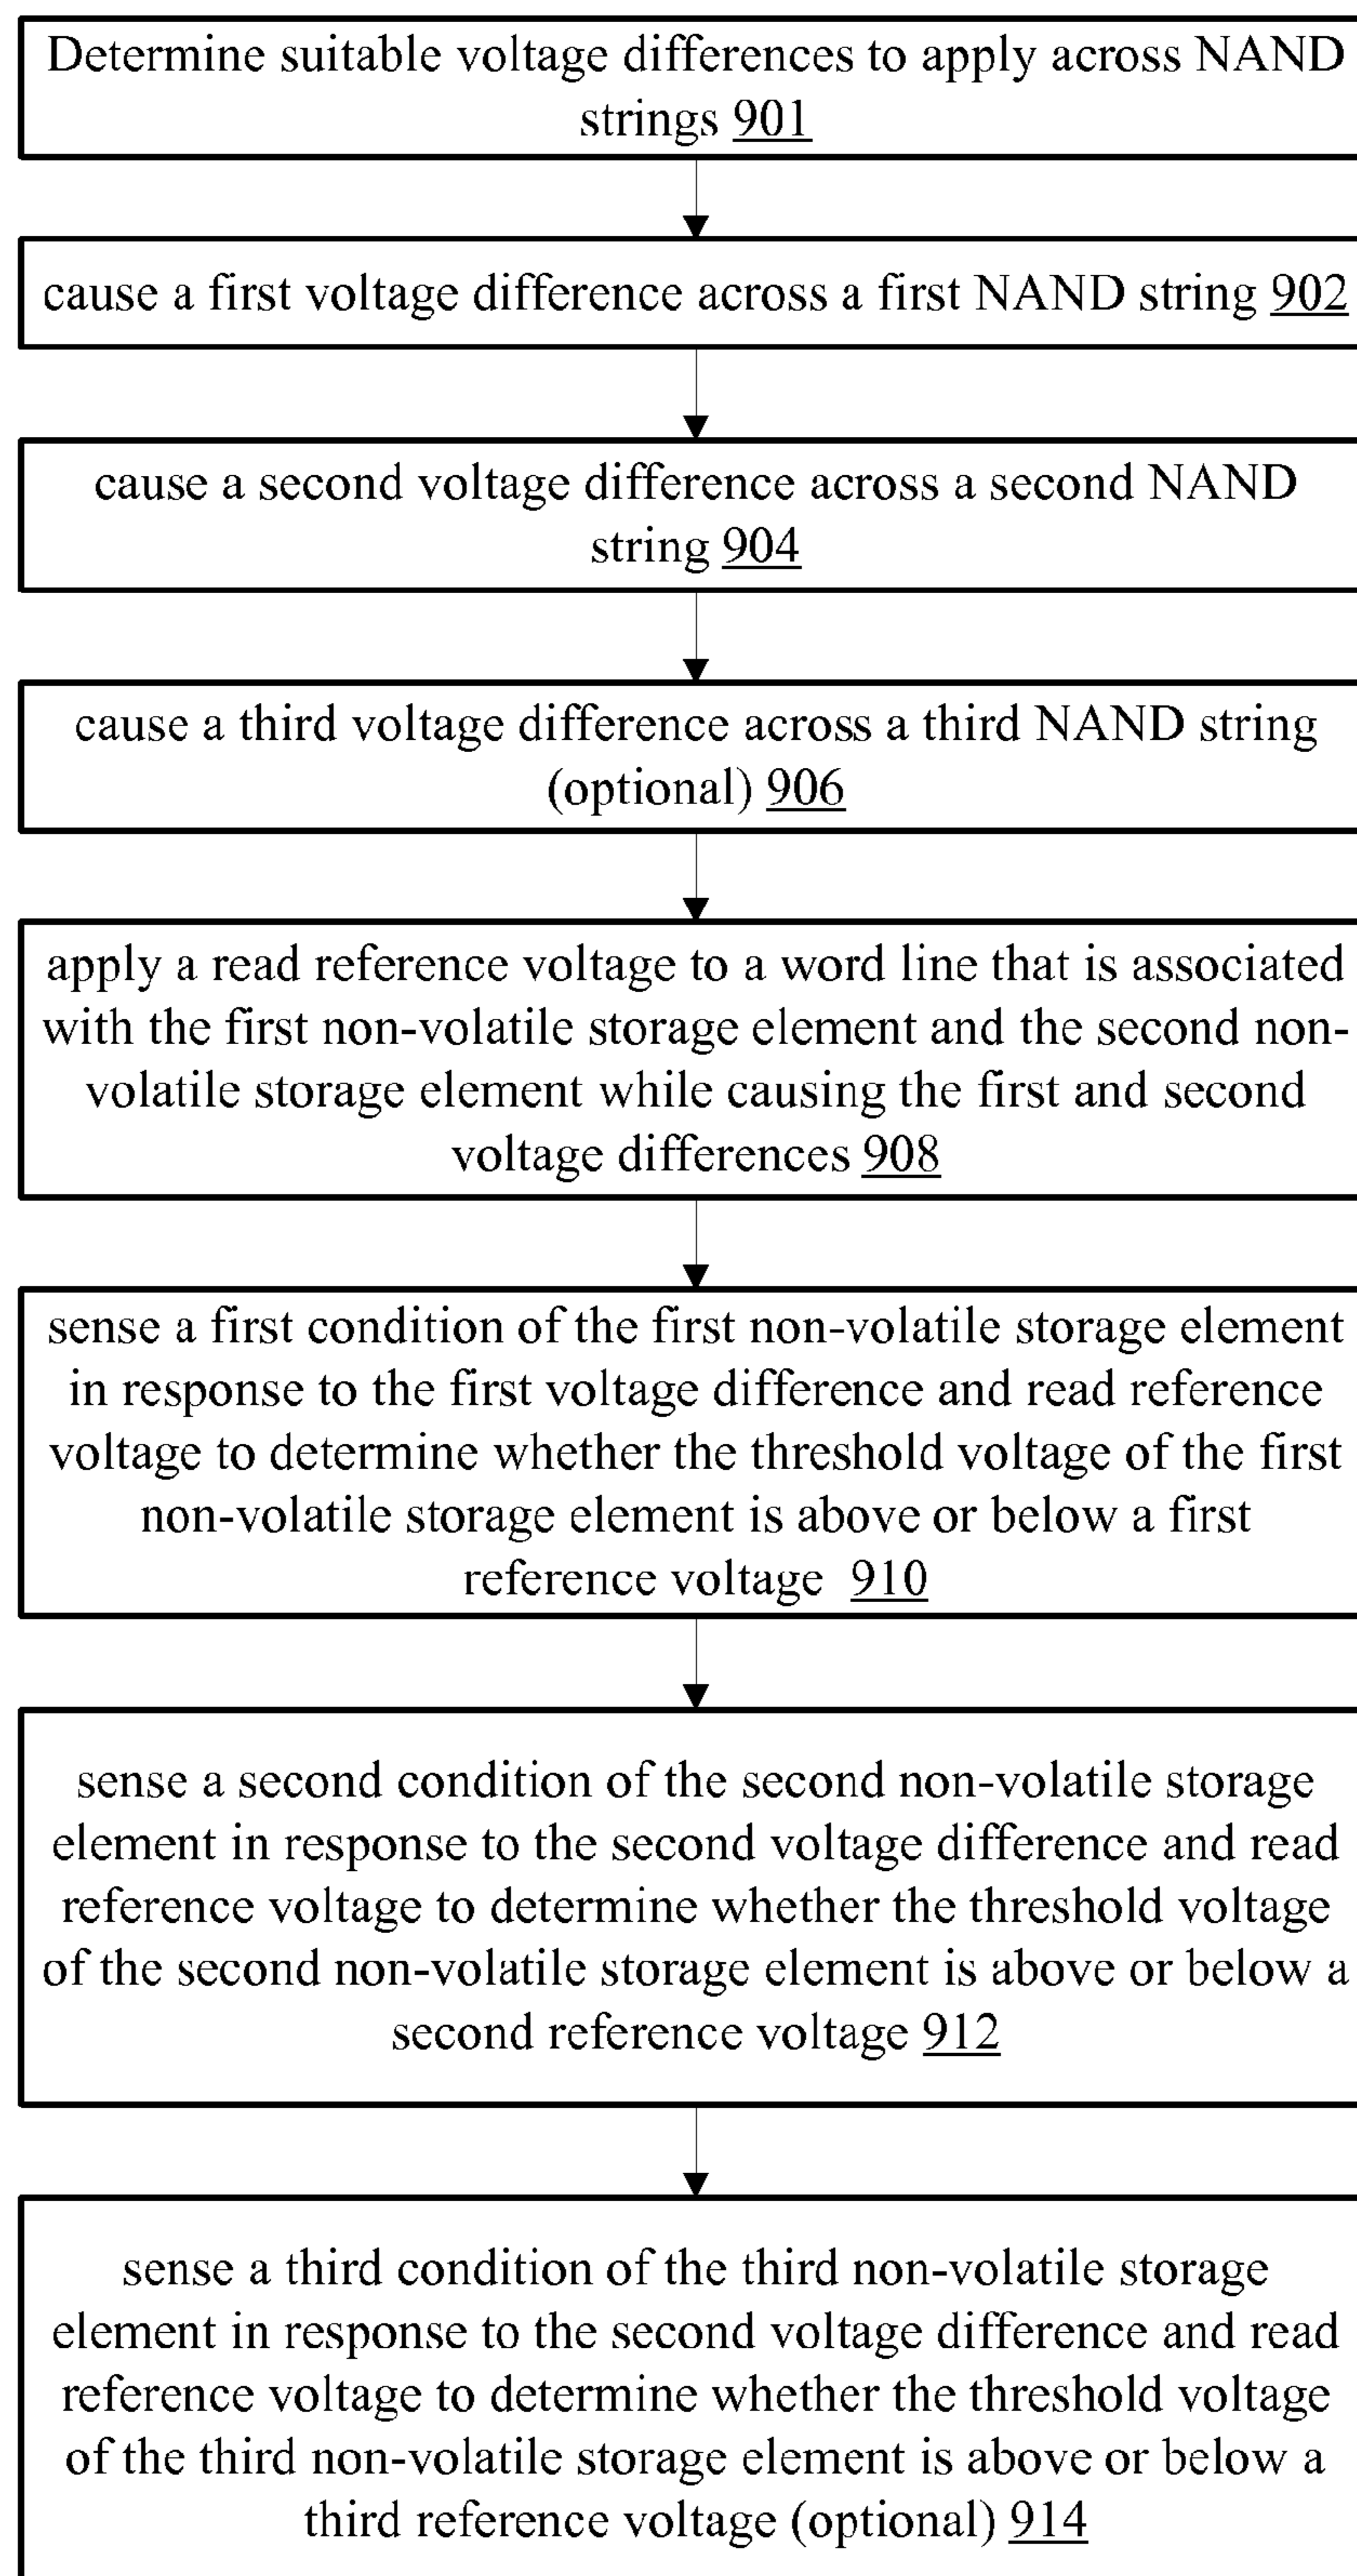 Determine suitable voltage differences to apply across NAND
strings 901
cause a first voltage difference across a first NAND string 902
cause a second voltage difference across a second NAND
string 904
cause a third voltage difference across a third NAND string
(optional) 906
apply a read reference voltage to a word line that is associated
with the first non-volatile storage element and the second non-
volatile storage element while causing the first and second
voltage differences 908
sense a first condition of the first non-volatile storage element
in response to the first voltage difference and read reference
voltage to determine whether the threshold voltage of the first
non-volatile storage element is above or below a first
reference voltage 910
sense a second condition of the second non-volatile storage
element in response to the second voltage difference and read
reference voltage to determine whether the threshold voltage
of the second non-volatile storage element is above or below a
second reference voltage 912
sense a third condition of the third non-volatile storage
element in response to the second voltage difference and read
reference voltage to determine whether the threshold voltage
of the third non-volatile storage element is above or below a
third reference voltage (optional) 914